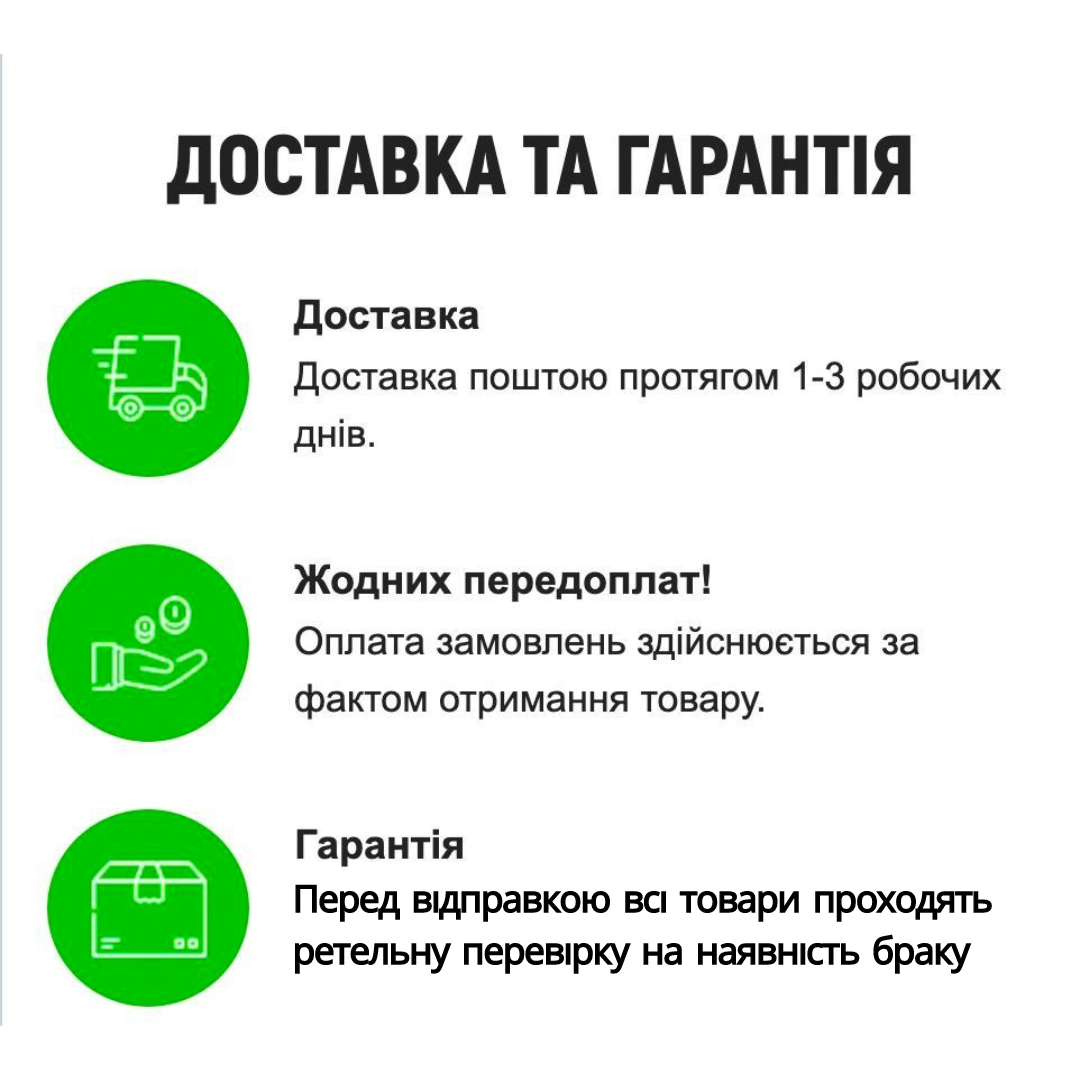 ДОСТАВКА ТА ГАРАНТІЯ
Доставка
Доставка поштою протягом 1-3 робочих
днів.
Жодних передоплат!
Оплата замовлень здійснюється за
фактом отримання товару.
Гарантія
Перед відправкою всі товари проходять
ретельну перевірку на наявність браку